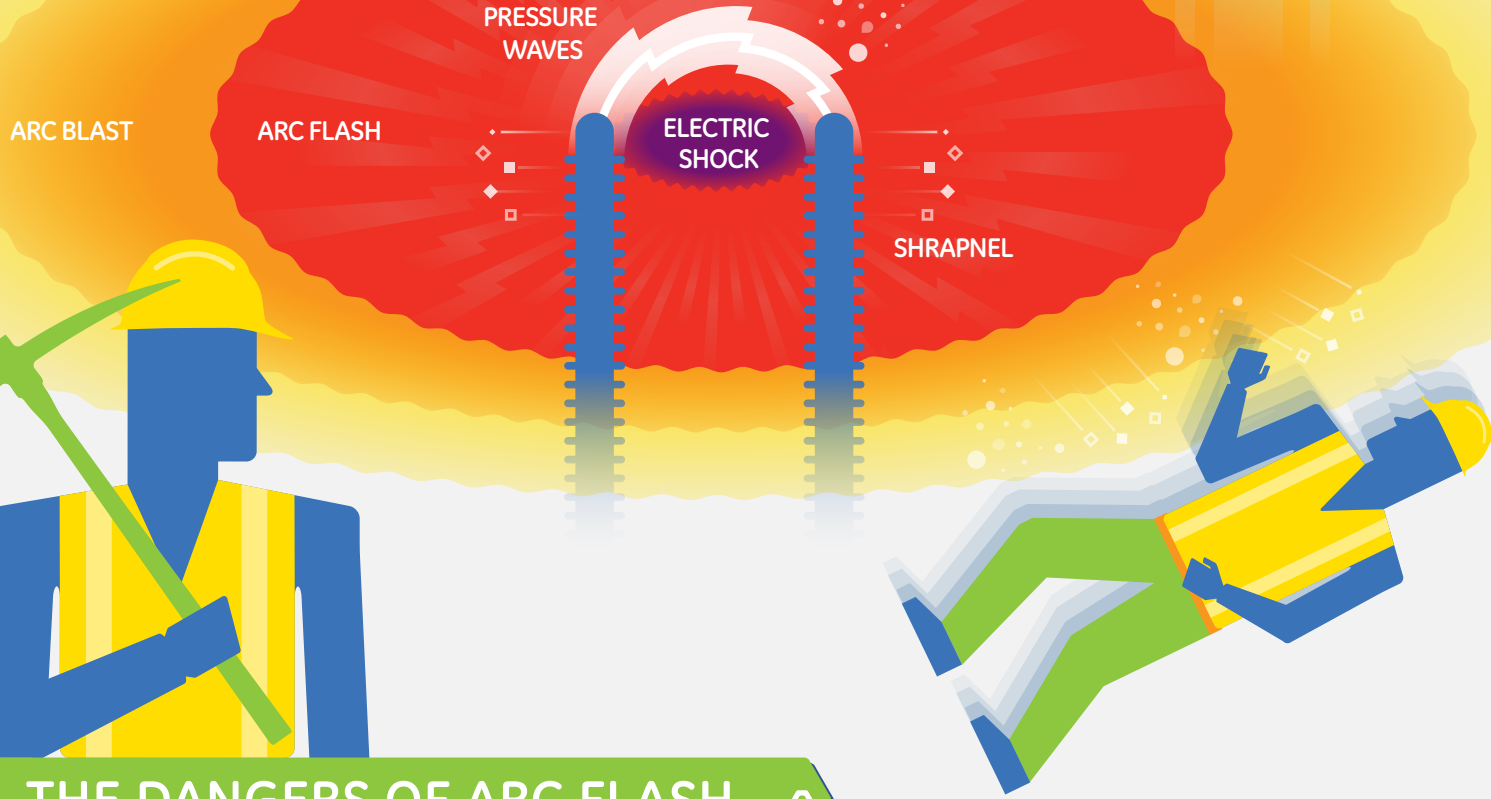 PRESSURE
WAVES
ARC BLAST
ARC FLASH
ELECTRIC
SHOCK
SHRAPNEL
THE DANGERS OF ARC FLASH